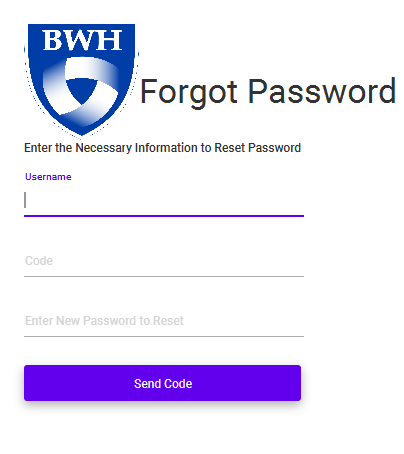 BWH
Forgot Password
Enter the Necessary Information to Reset Password
Username
Code
Enter New Password to Reset
Send Code